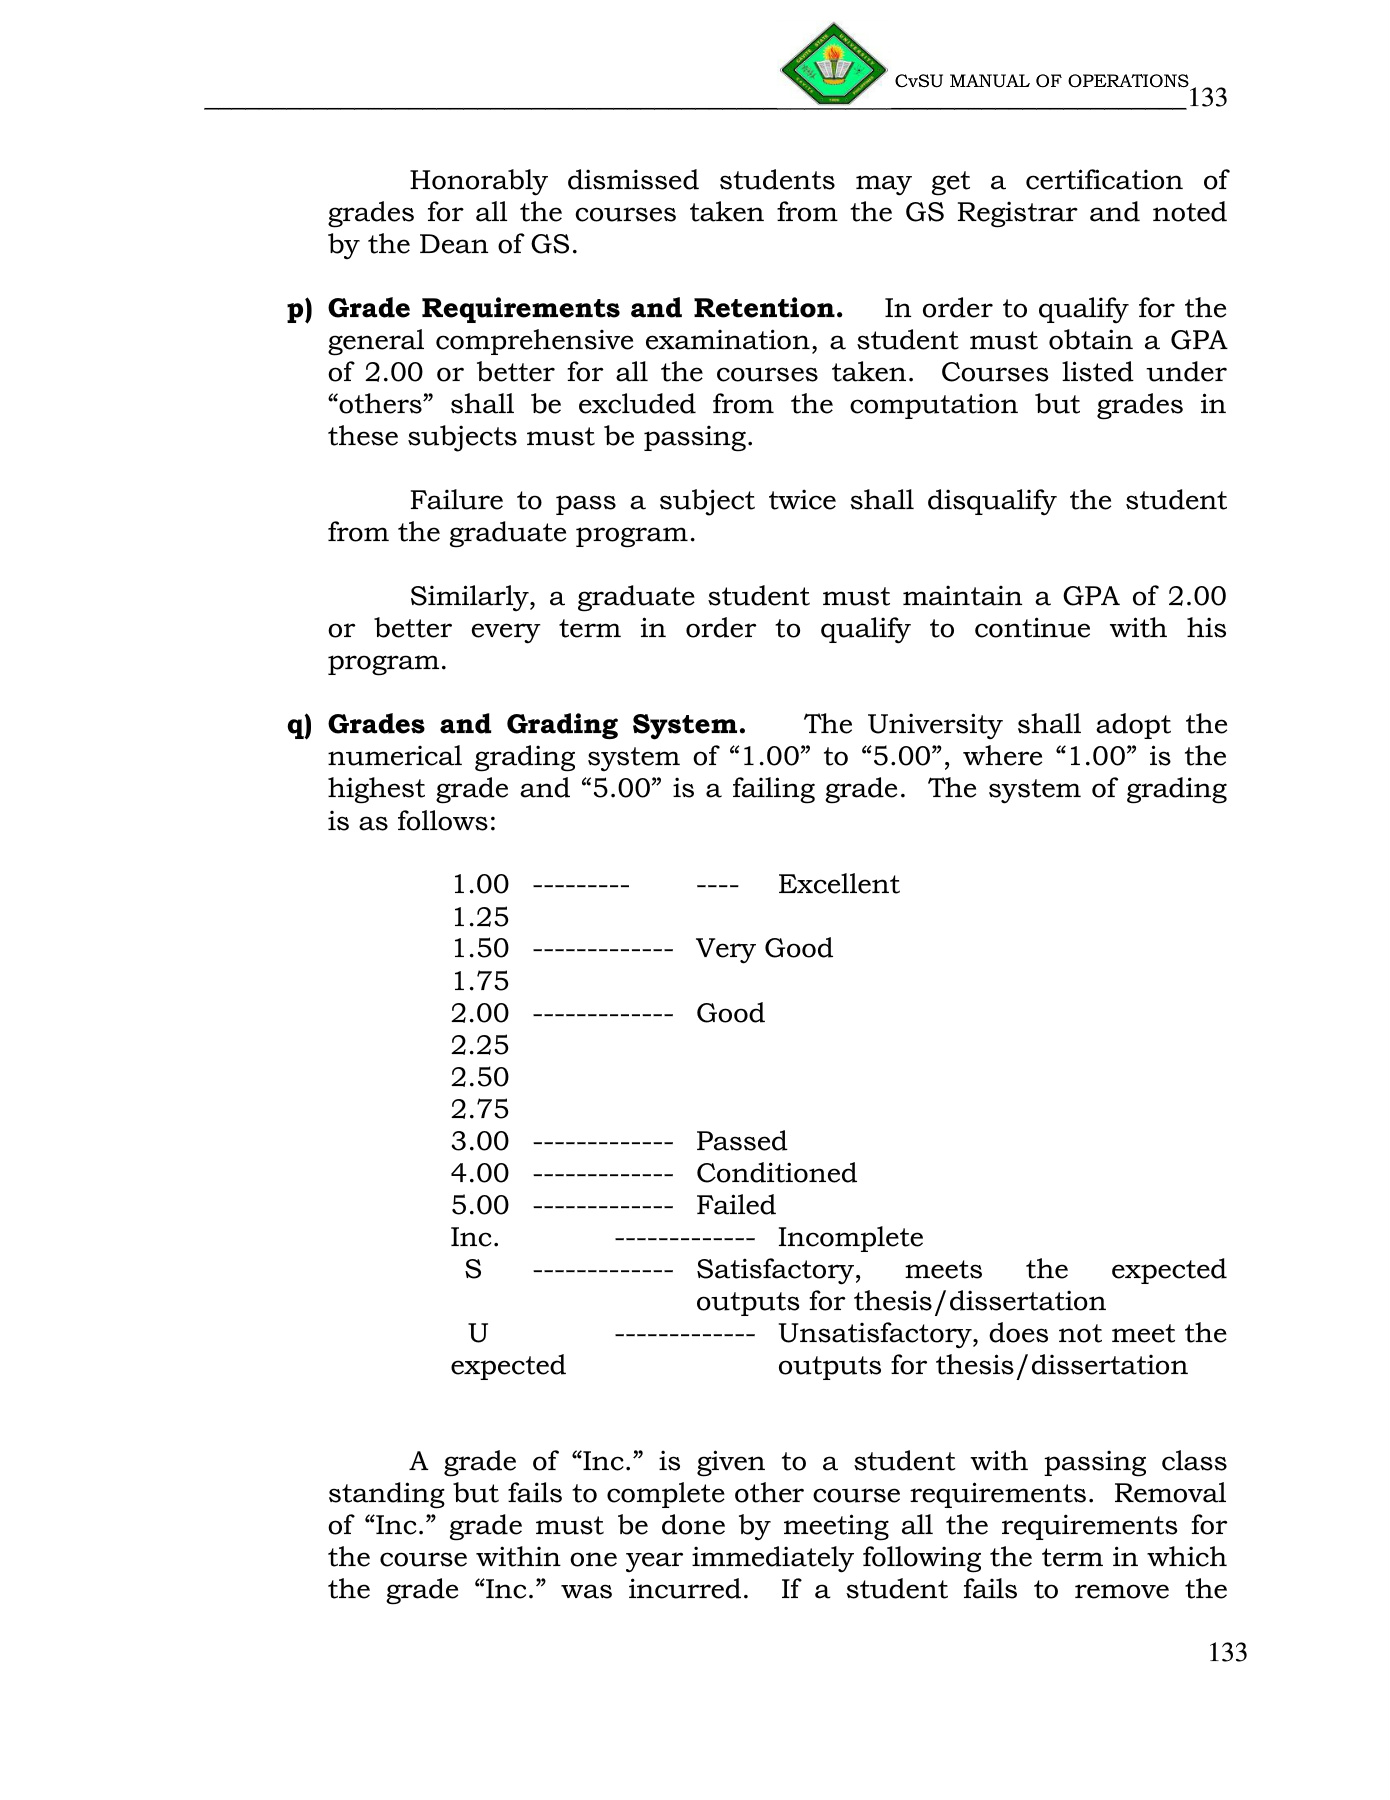 CvSU MANUAL OF OPERATIONS 133
Honorably dismissed students may get a certification of
grades for all the courses taken from the GS Registrar and noted
by the Dean of GS.
p) Grade Requirements and Retention. In order to qualify for the
general comprehensive examination, a student must obtain a GPA
of 2.00 or better for all the courses taken. Courses listed under
“others” shall be excluded from the computation but grades in
these subjects must be passing.
Failure to pass a subject twice shall disqualify the student
from the graduate program.
Similarly, a graduate student must maintain a GPA of 2.00
or better every term in order to qualify to continue with his
program.
q) Grades and Grading System. The University shall adopt the
numerical grading system of “1.00” to “5.00”, where “1.00” is the
highest grade and “5.00” is a failing grade. The system of grading
is as follows:
1.00 --------- ---- Excellent
1.25
1.50 ------------- Very Good
1.75
2.00 ------------- Good
2.25
2.50
2.75
3.00 ------------- Passed
4.00 ------------- Conditioned
5.00 ------------- Failed
Inc. ------------- Incomplete
S ------------- Satisfactory, meets the expected
outputs for thesis/dissertation
U ------------- Unsatisfactory, does not meet the
expected outputs for thesis/dissertation
A grade of “Inc.” is given to a student with passing class
standing but fails to complete other course requirements. Removal
of “Inc.” grade must be done by meeting all the requirements for
the course within one year immediately following the term in which
the grade “Inc.” was incurred. If a student fails to remove the
133